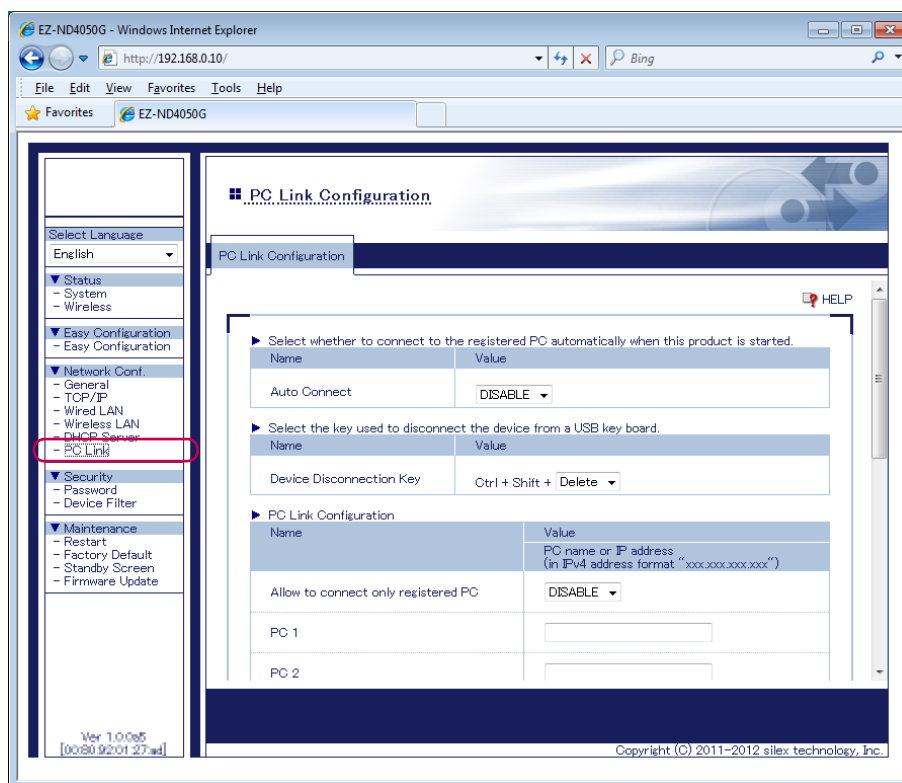 EZ-ND4050G - Windows Internet Explorer
http://192.168.0.10/
Bing
File Edit View Favorites Tools Help
Favorites
EZ-ND4050G
PC Link Configuration
Select Language
English
PC Link Configuration
▼ Status
- System
- Wireless
▼ Easy Configuration
- Easy Configuration
▼ Network Conf.
- General
- TCP/IP
- Wired LAN
- Wireless LAN
- DHCP Server
- PC Link
▼ Security
- Password
- Device Filter
▼ Maintenance
- Restart
- Factory Default
- Standby Screen
- Firmware Update
HELP
Select whether to connect to the registered PC automatically when this product is started.
Name Value
Auto Connect DISABLE
Select the key used to disconnect the device from a USB key board.
Name Value
Device Disconnection Key Ctrl + Shift + Delete
PC Link Configuration
Name Value
PC name or IP address
(in IPv4 address format "xxx.xxx.xxx.xxx")
Allow to connect only registered PC DISABLE
PC 1
PC 2
Ver 1.0.0a5
[00:80:92:01:27:ad]
Copyright (C) 2011-2012 silex technology, Inc.